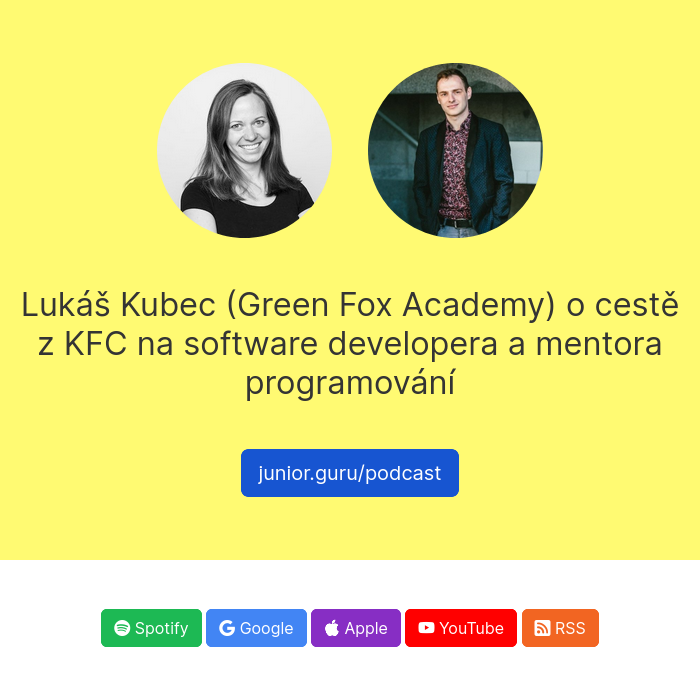 Lukáš Kubec (Green Fox Academy) o cestě
z KFC na software developera a mentora
programování
junior.guru/podcast
Spotify Google Apple YouTube RSS